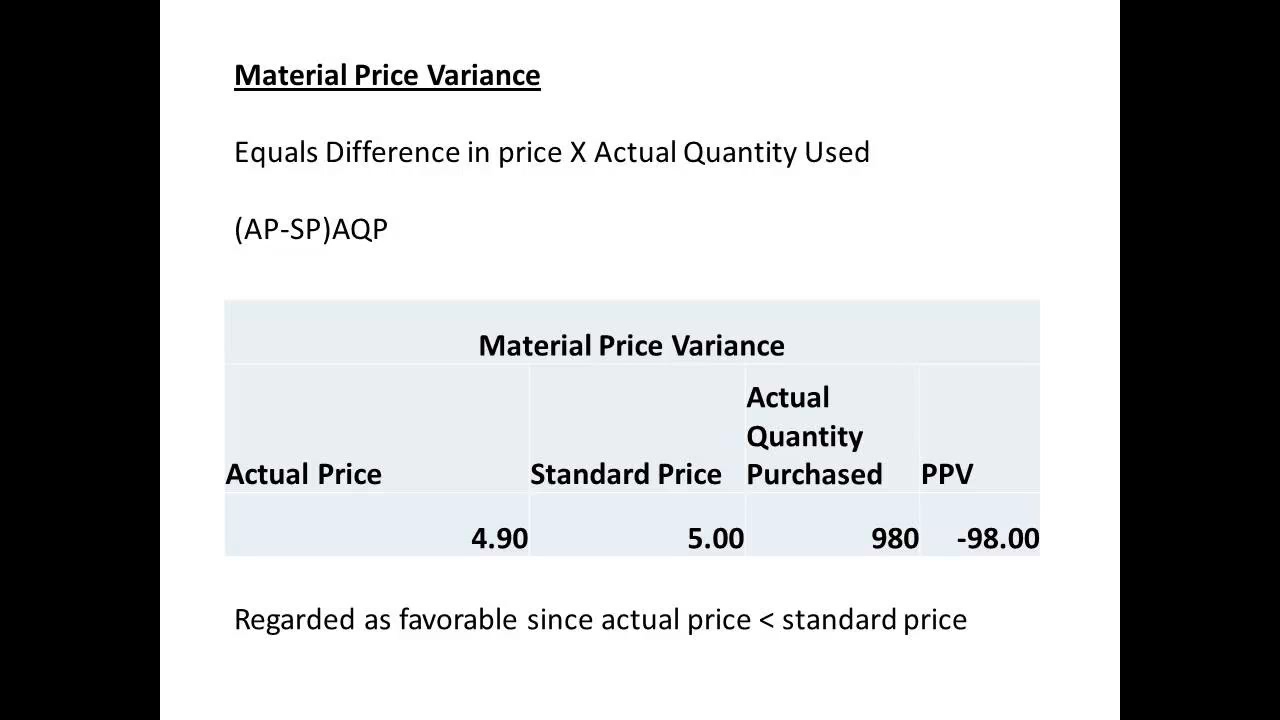 Material Price Variance
Equals Difference in price X Actual Quantity Used
(AP-SP)AQP
Material Price Variance
Actual Price
Standard Price
Actual
Quantity
Purchased
PPV
4.90
5.00
980
-98.00
Regarded as favorable since actual price < standard price